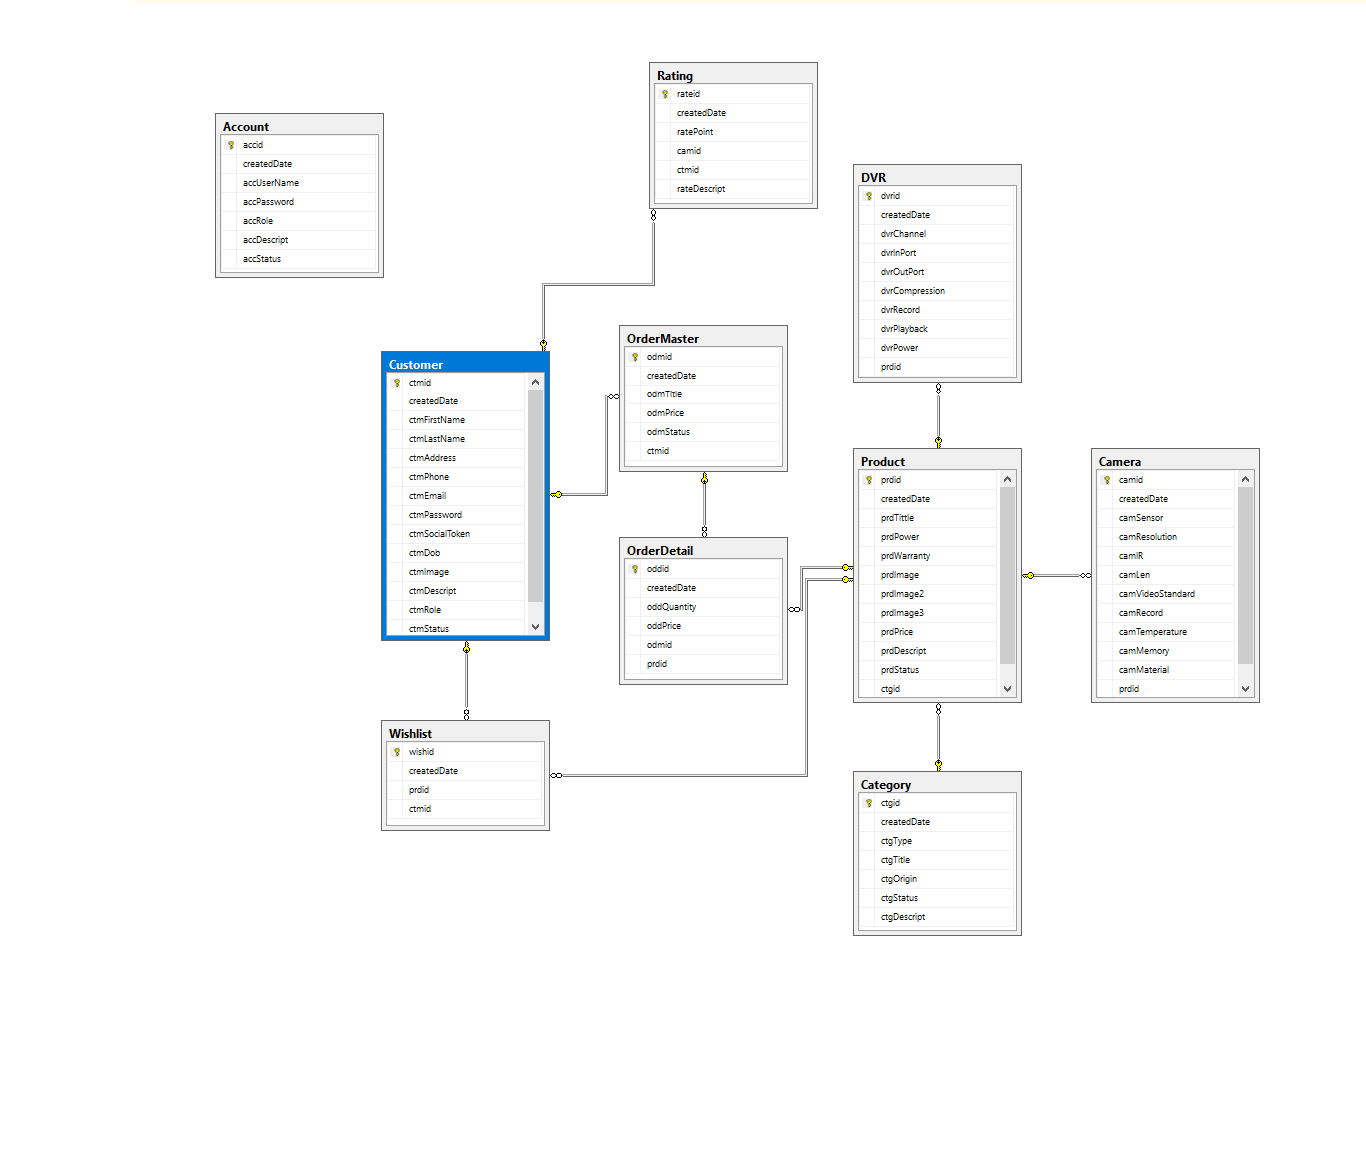 Rating
rateid
createdDate
ratePoint
camid
ctmid
rateDescript
Account
accid
createdDate
accUserName
accPassword
accRole
accDescript
accStatus
DVR
dvrid
createdDate
dvrChannel
dvrInPort
dvrOutPort
dvrCompression
dvrRecord
dvrPlayback
dvrPower
prdid
OrderMaster
odmid
createdDate
odmTitle
odmPrice
odmStatus
ctmid
Customer
ctmid
createdDate
ctmFirstName
ctmLastName
ctmAddress
ctmPhone
ctmEmail
ctmPassword
ctmSocialToken
ctmDob
ctmImage
ctmDescript
ctmRole
ctmStatus
Product
prdid
createdDate
prdTittle
prdPower
prdWarranty
prdImage
prdImage2
prdImage3
prdPrice
prdDescript
prdStatus
ctgid
Camera
camid
createdDate
camSensor
camResolution
camIR
camLen
camVideoStandard
camRecord
camTemperature
camMemory
camMaterial
prdid
OrderDetail
oddid
createdDate
oddQuantity
oddPrice
odmid
prdid
Wishlist
wishid
createdDate
prdid
ctmid
Category
ctgid
createdDate
ctgType
ctgTitle
ctgOrigin
ctgStatus
ctgDescript